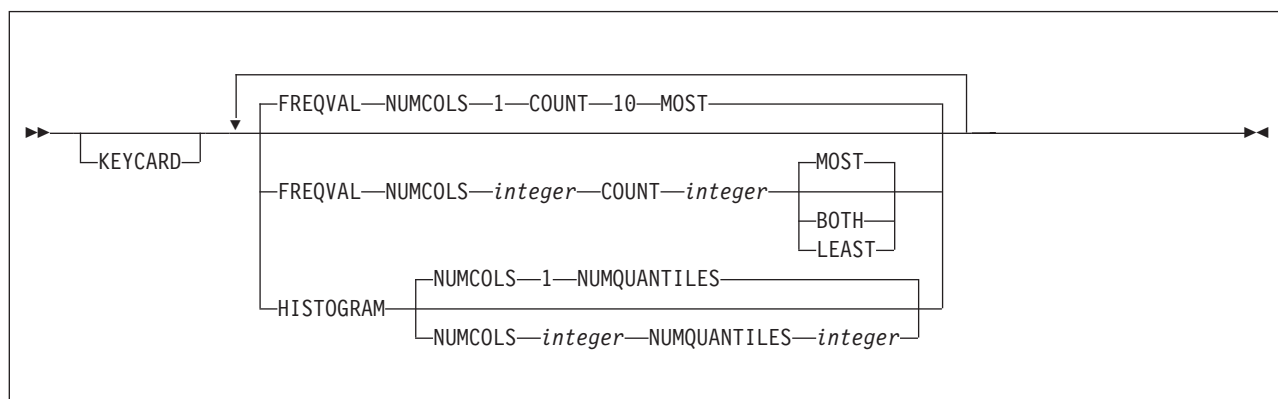 FREQVAL NUMCOLS 1 COUNT 10 MOST
KEYCARD
FREQVAL NUMCOLS integer COUNT integer
MOST
BOTH
LEAST
HISTOGRAM
NUMCOLS 1 NUMQUANTILES
NUMCOLS integer NUMQUANTILES integer